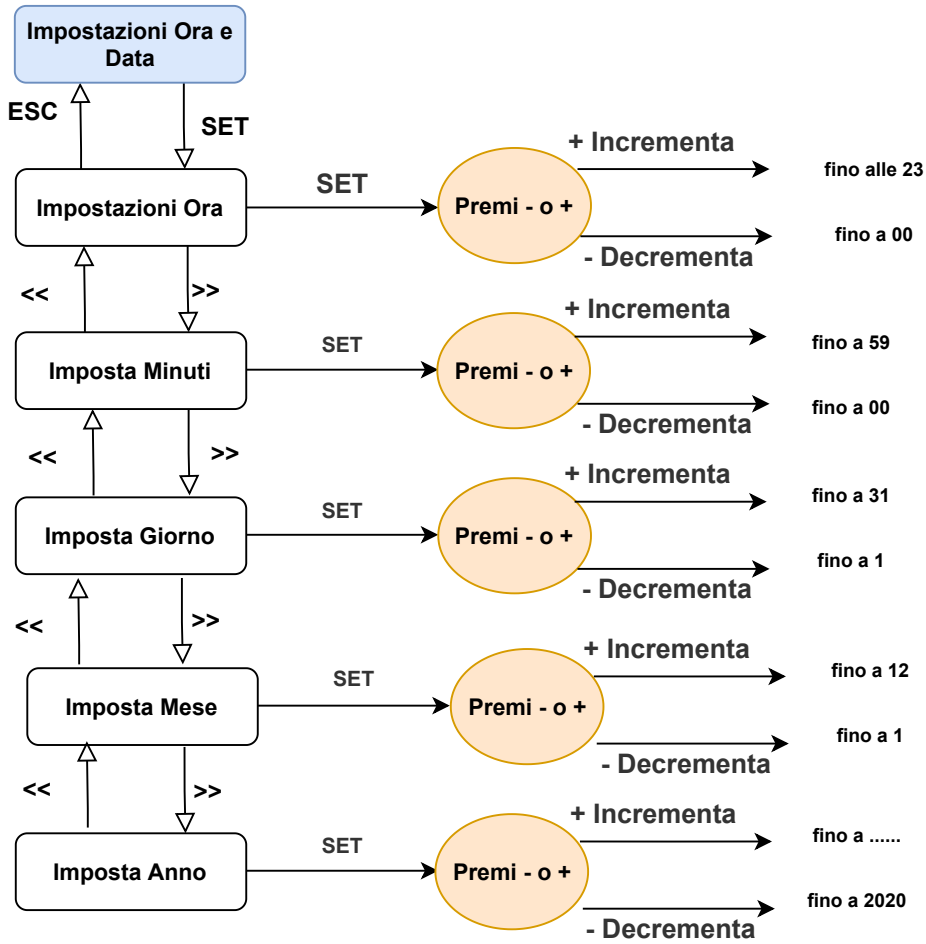 Impostazioni Ora e
Data
ESC
SET
Impostazioni Ora
SET
Premi - o +
+ Incrementa
fino alle 23
- Decrementa
fino a 00
<<
>>
Imposta Minuti
SET
Premi - o +
+ Incrementa
fino a 59
- Decrementa
fino a 00
<<
>>
Imposta Giorno
SET
Premi - o +
+ Incrementa
fino a 31
- Decrementa
fino a 1
<<
>>
Imposta Mese
SET
Premi - o +
+ Incrementa
fino a 12
- Decrementa
fino a 1
<<
>>
Imposta Anno
SET
Premi - o +
+ Incrementa
fino a ......
- Decrementa
fino a 2020